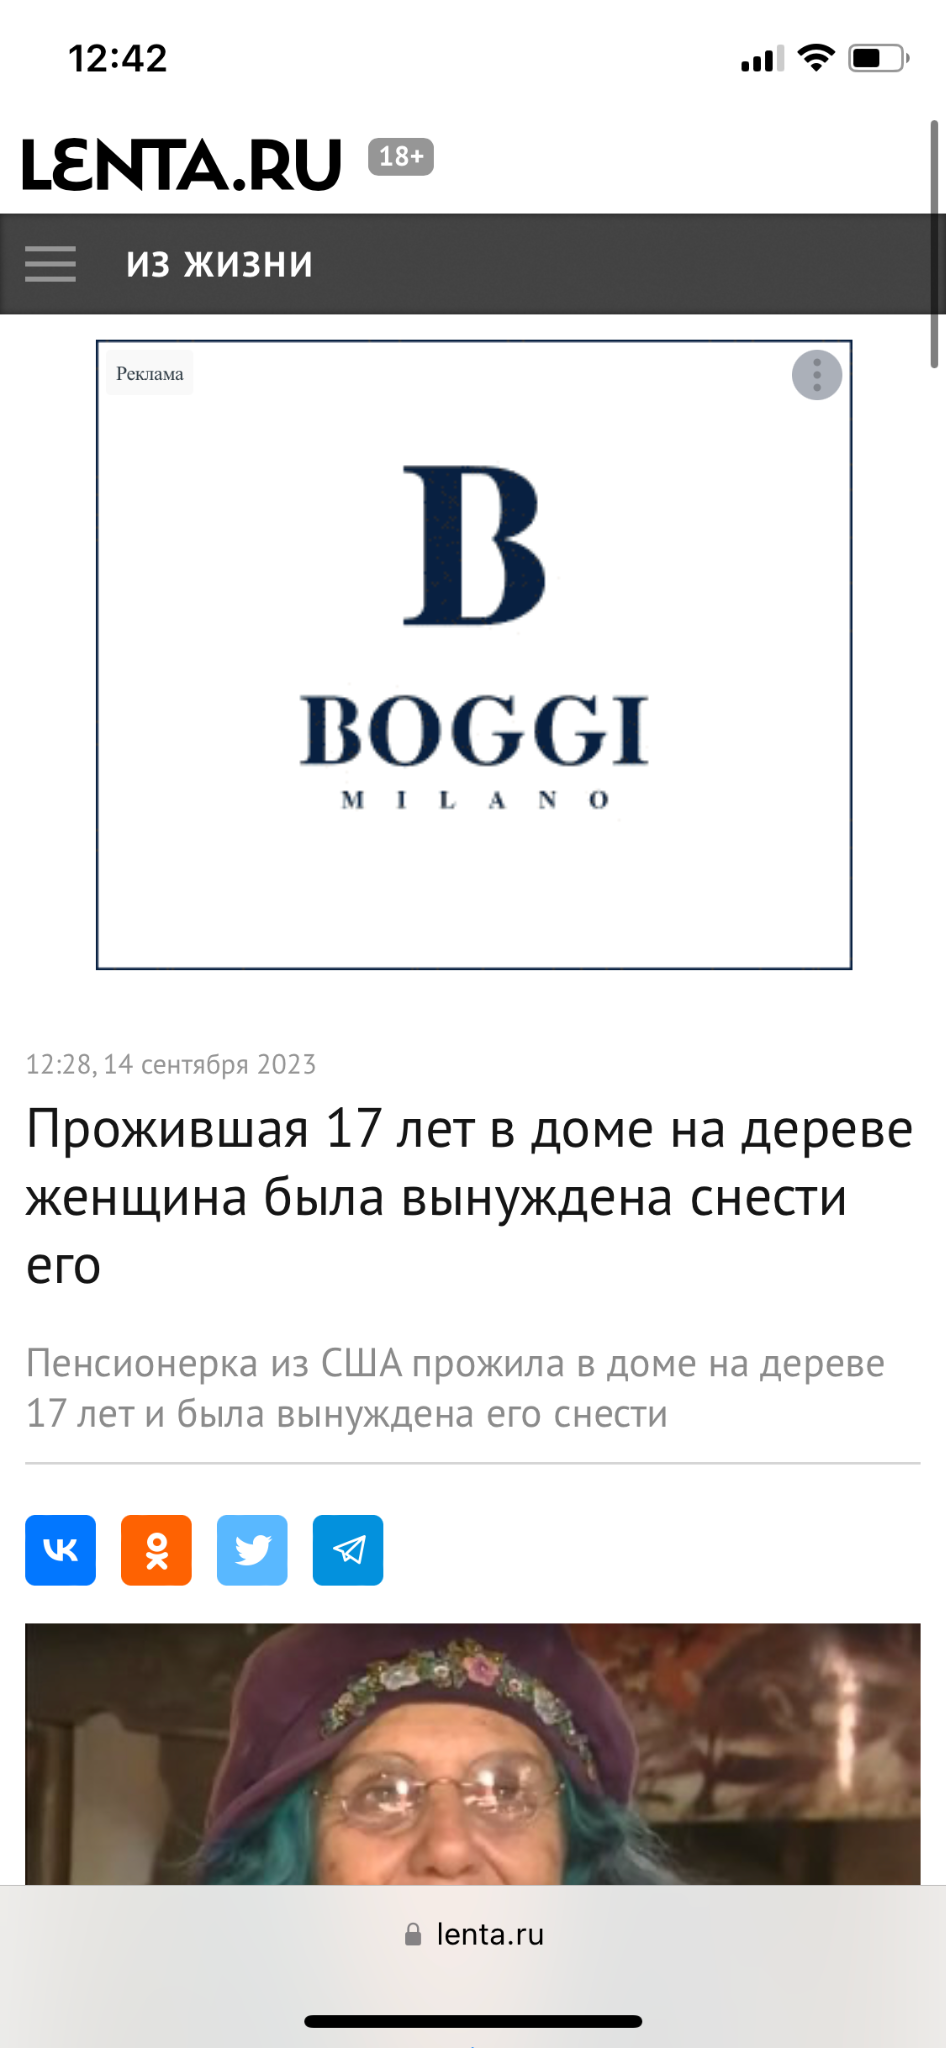 12:42
LENTA.RU 18+
ИЗ ЖИЗНИ
Реклама
B
BOGGI
MILANO
12:28, 14 сентября 2023
Прожившая 17 лет в доме на дереве
женщина была вынуждена снести
его
Пенсионерка из США прожила в доме на дереве
17 лет и была вынуждена его снести
lenta.ru